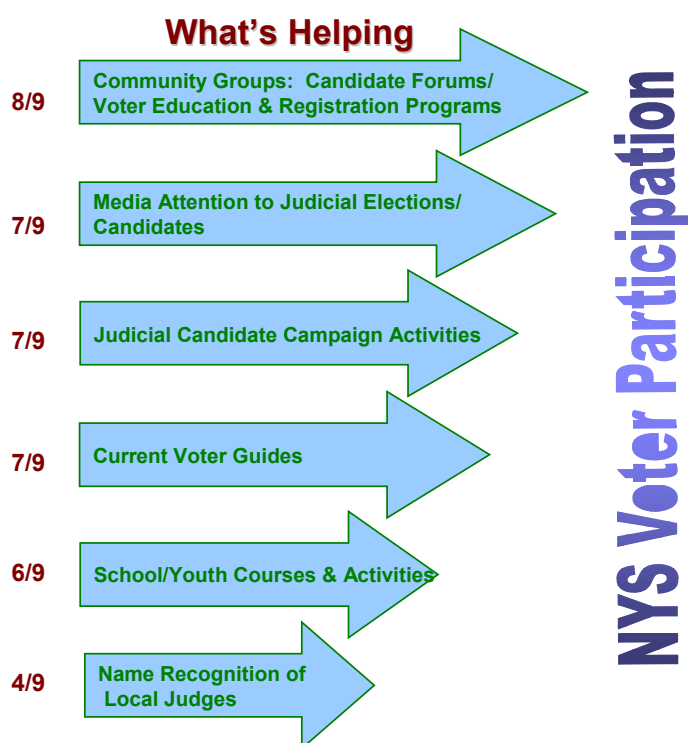 What's Helping
8/9
Community Groups:  Candidate Forums/
Voter Education & Registration Programs
7/9
Media Attention to Judicial Elections/
Candidates
7/9
Judicial Candidate Campaign Activities
7/9
Current Voter Guides
6/9
School/Youth Courses & Activities
4/9
Name Recognition of
Local Judges
NYS Voter Participation